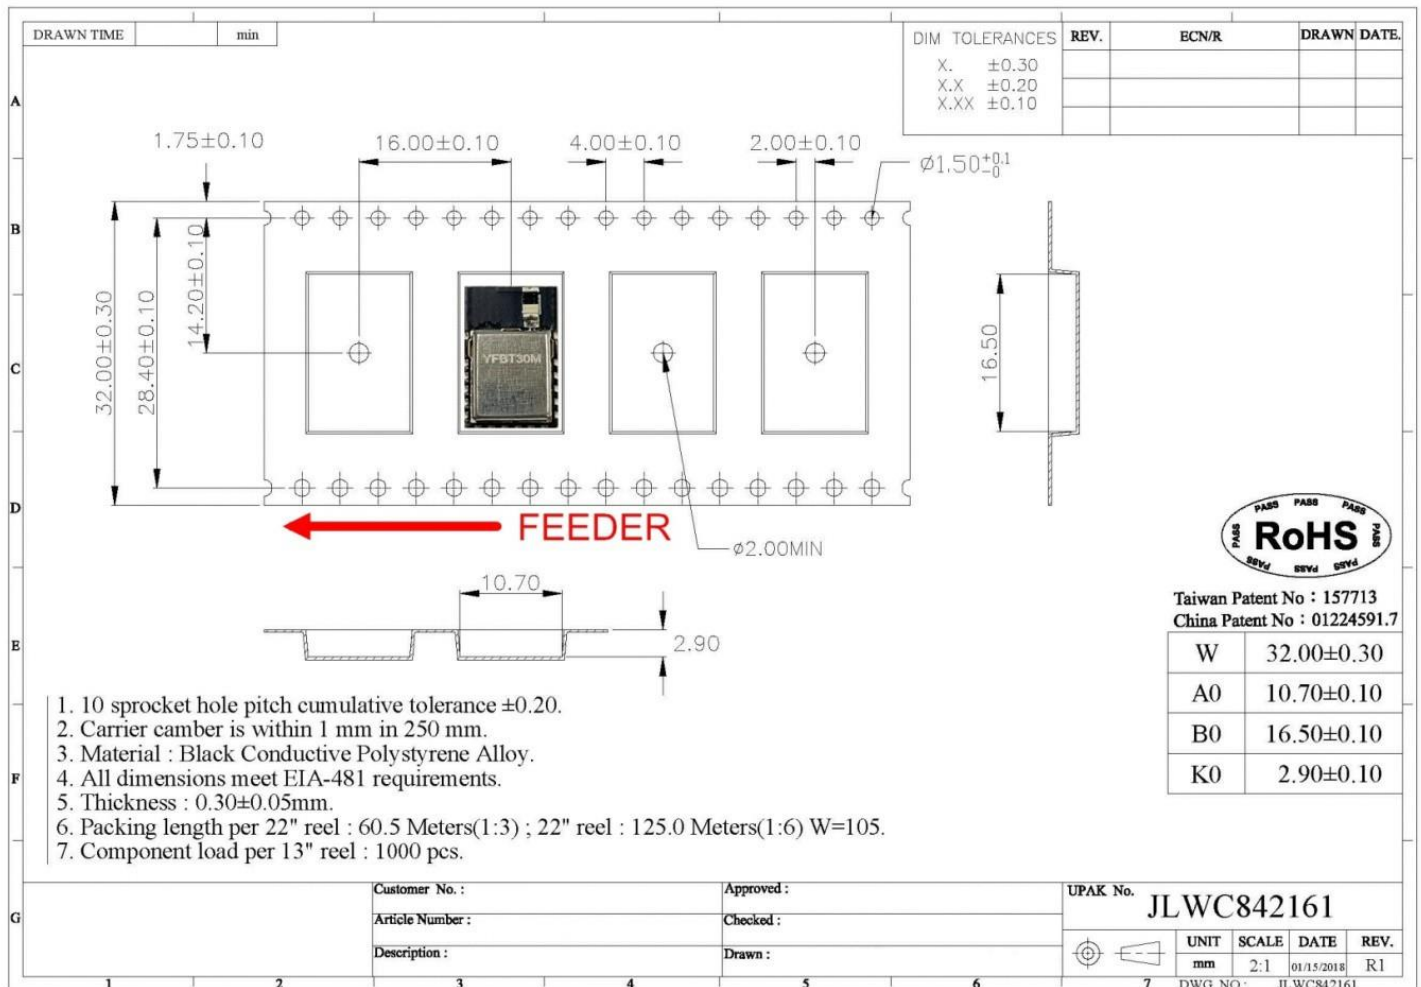 DRAWN TIME min
DIM TOLERANCES
X. ±0.30
X.X ±0.20
X.XX ±0.10
REV. ECN/R DRAWN DATE.
A
1.75±0.10
16.00±0.10
4.00±0.10
2.00±0.10
ø1.50+0.1 -0
B
32.00±0.30
28.40±0.10
14.20±0.10
YFBT30M
16.50
C
D
FEEDER
ø2.00MIN
PASS PASS PASS
PASS RoHS PASS
PASS PASS PASS
10.70
2.90
E
Taiwan Patent No : 157713
China Patent No : 01224591.7
W 32.00±0.30
A0 10.70±0.10
B0 16.50±0.10
K0 2.90±0.10
1. 10 sprocket hole pitch cumulative tolerance ±0.20.
2. Carrier camber is within 1 mm in 250 mm.
3. Material : Black Conductive Polystyrene Alloy.
4. All dimensions meet EIA-481 requirements.
5. Thickness : 0.30±0.05mm.
6. Packing length per 22" reel : 60.5 Meters(1:3) ; 22" reel : 125.0 Meters(1:6) W=105.
7. Component load per 13" reel : 1000 pcs.
F
G
Customer No. :
Article Number :
Description :
Approved :
Checked :
Drawn :
UPAK No. JLWC842161
UNIT SCALE DATE REV.
mm 2:1 01/15/2018 R1
1 2 3 4 5 6 7
DWG NO : JLWC842161